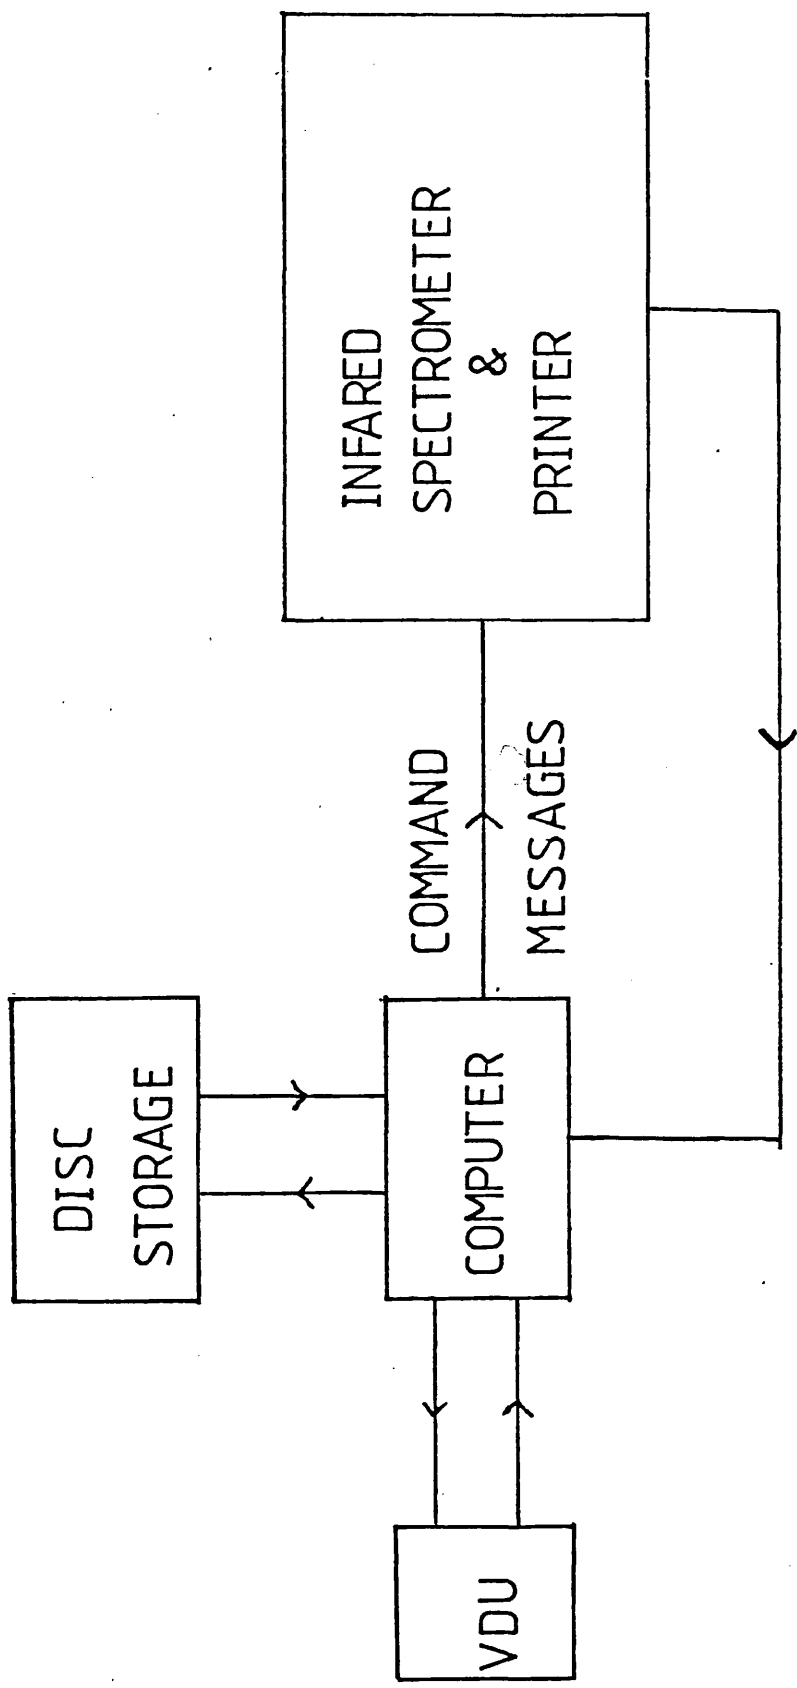 DISC
STORAGE
VDU
COMPUTER
COMMAND
MESSAGES
INFARED
SPECTROMETER
&
PRINTER